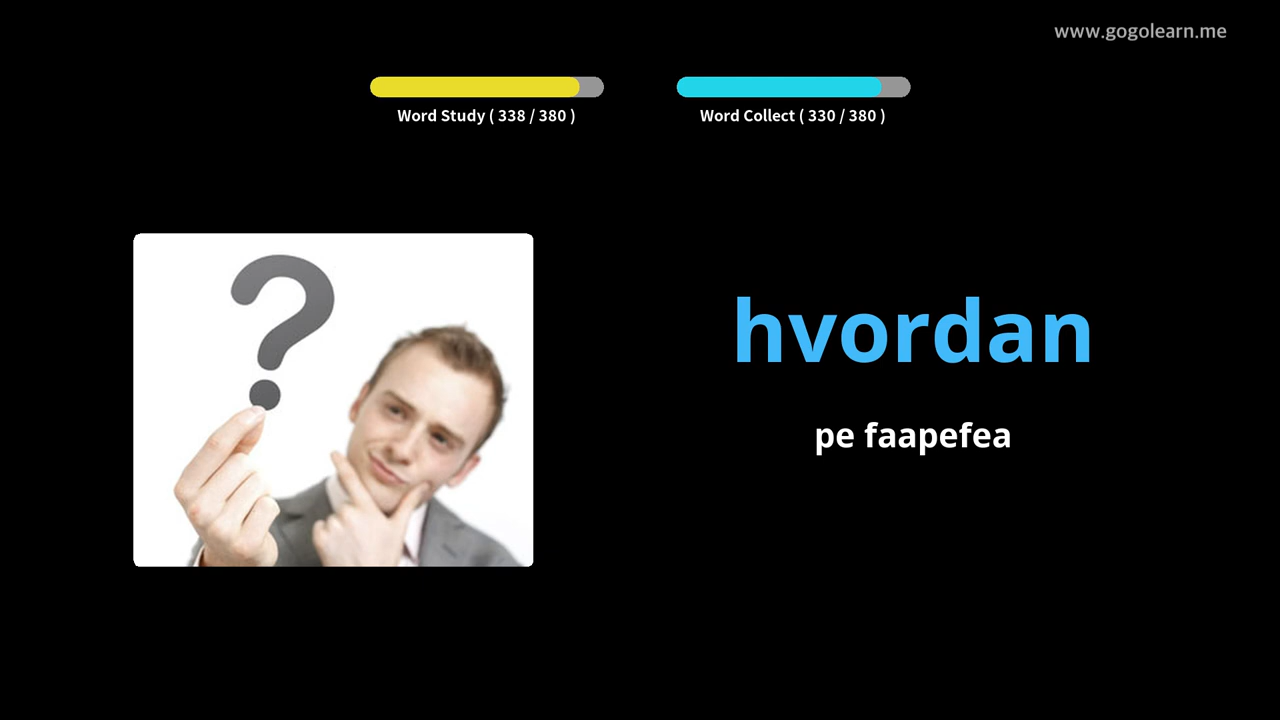 www.gogolearn.me
Word Study ( 338 / 380 )
Word Collect ( 330 / 380 )
?
hvordan
pe faapefea